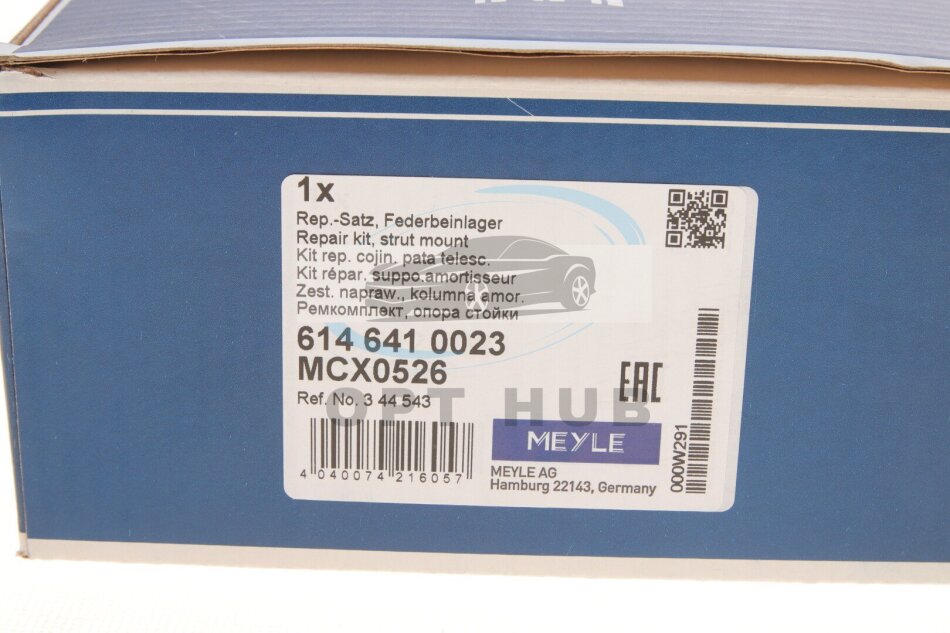 1x
Rep.-Satz, Federbeinlager
Repair kit, strut mount
Kit rep. cojin. pata telesc.
Kit répar. suppo.amortisseur
Zest. napraw., kolumna amor.
Ремкомплект, опора стойки
614 641 0023
MCX0526
Ref. No. 3 44 543
EAC
OPT HUB
4 040074 216057
MEYLE
MEYLE AG
Hamburg 22143, Germany
000W291